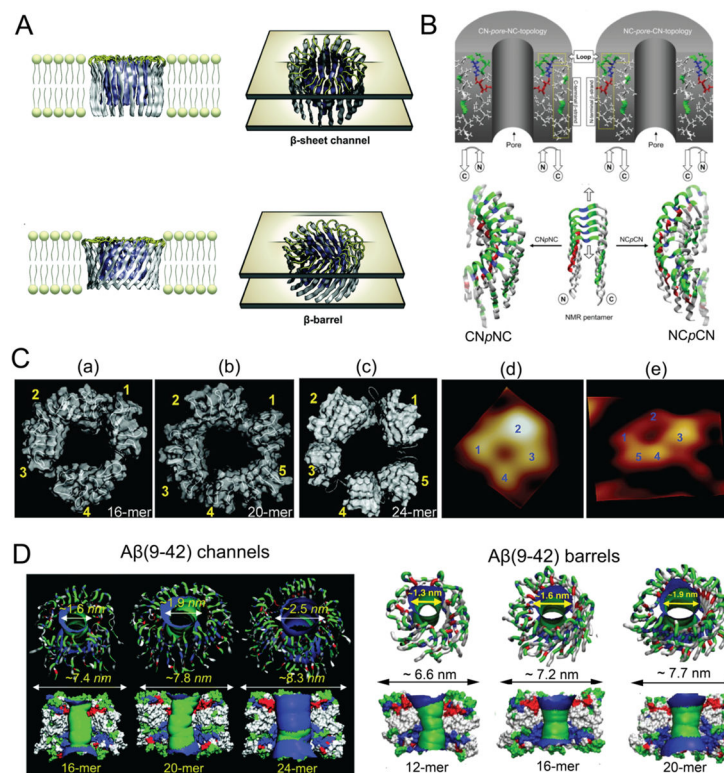 A
β-sheet channel
β-barrel
B
CN-pore-NC-topology
NC-pore-CN-topology
Loop
C-terminal β-strand
N-terminal β-strand
Pore
Pore
N
C
N
C
N
C
N
C
CNpNC
NCpCN
N
C
NMR pentamer
CNpNC
NCpCN
C
(a)
(b)
(c)
(d)
(e)
1
2
3
4
16-mer
1
2
3
4
5
20-mer
1
2
3
4
5
24-mer
1
2
3
4
1
2
3
4
5
D
Aβ(9-42) channels
Aβ(9-42) barrels
~1.6 nm
~1.9 nm
~2.5 nm
~7.4 nm
~7.8 nm
~8.3 nm
16-mer
20-mer
24-mer
~1.3 nm
~1.6 nm
~1.9 nm
~ 6.6 nm
~ 7.2 nm
~ 7.7 nm
12-mer
16-mer
20-mer